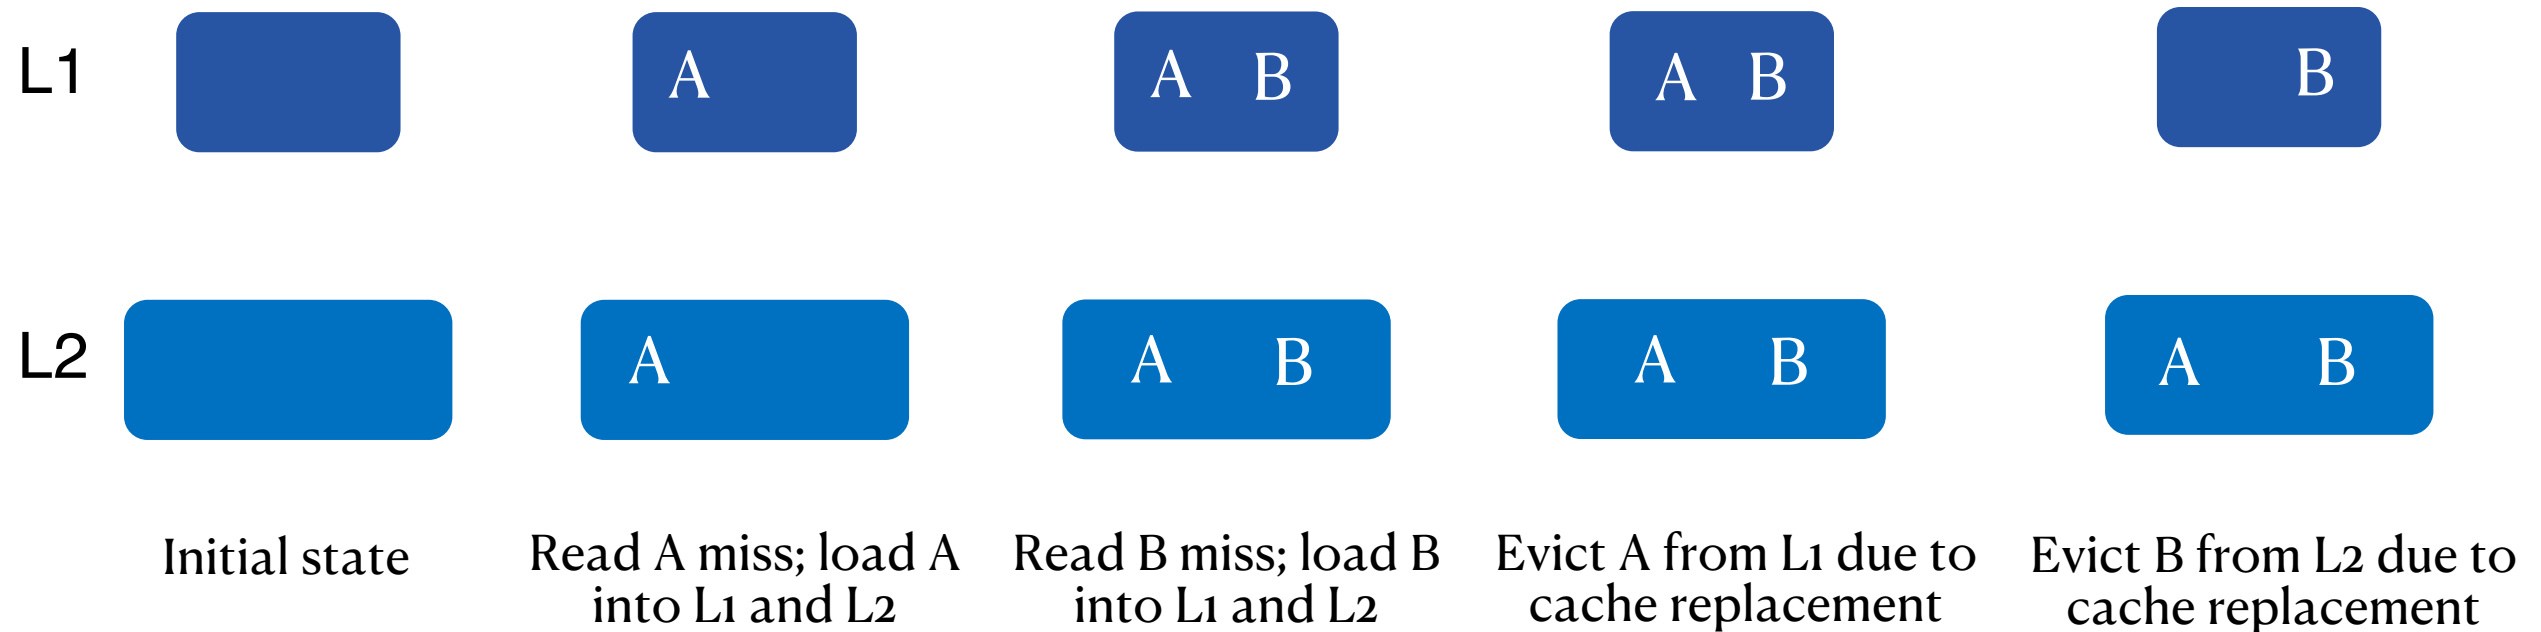 L1
A
A B
A B
B
L2
A
A B
A B
A B
Initial state
Read A miss; load A
into L1 and L2
Read B miss; load B
into L1 and L2
Evict A from L1 due to
cache replacement
Evict B from L2 due to
cache replacement